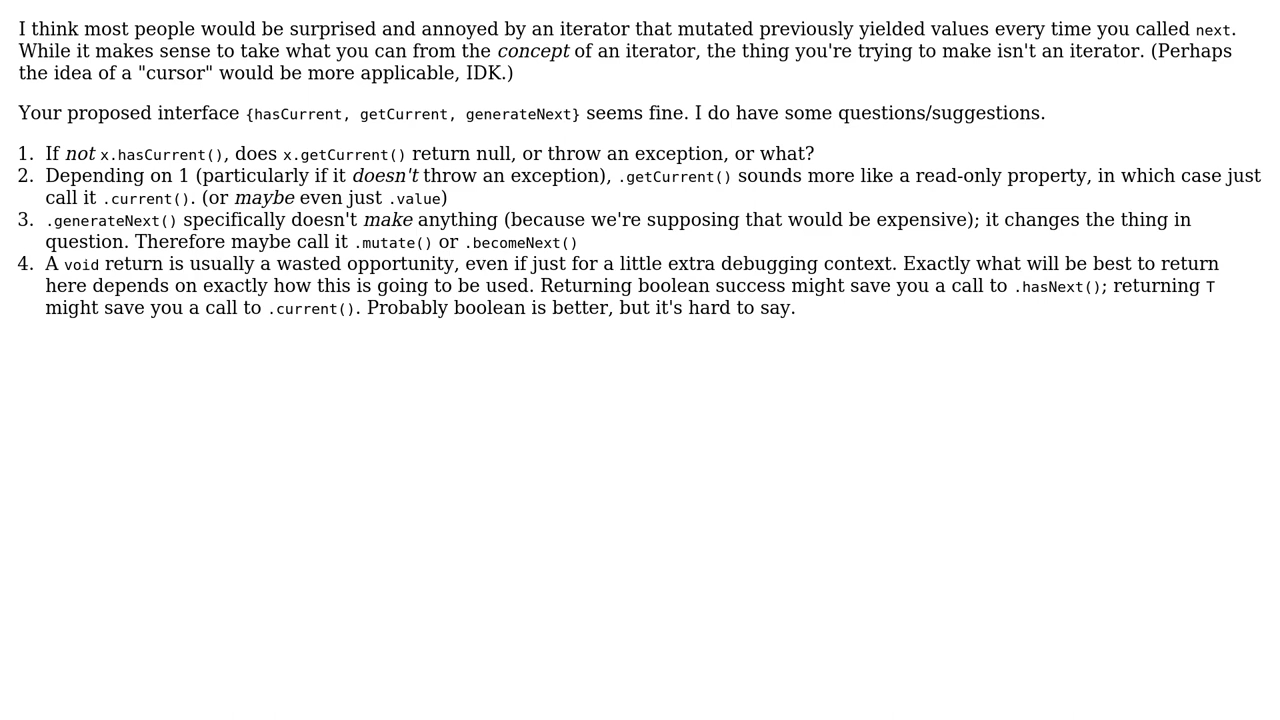 I think most people would be surprised and annoyed by an iterator that mutated previously yielded values every time you called next.
While it makes sense to take what you can from the concept of an iterator, the thing you're trying to make isn't an iterator. (Perhaps
the idea of a "cursor" would be more applicable, IDK.)
Your proposed interface {hasCurrent, getCurrent, generateNext} seems fine. I do have some questions/suggestions.
1. If not x.hasCurrent(), does x.getCurrent() return null, or throw an exception, or what?
2. Depending on 1 (particularly if it doesn't throw an exception), .getCurrent() sounds more like a read-only property, in which case just
call it .current(). (or maybe even just .value)
3. .generateNext() specifically doesn't make anything (because we're supposing that would be expensive); it changes the thing in
question. Therefore maybe call it .mutate() or .becomeNext()
4. A void return is usually a wasted opportunity, even if just for a little extra debugging context. Exactly what will be best to return
here depends on exactly how this is going to be used. Returning boolean success might save you a call to .hasNext(); returning T
might save you a call to .current(). Probably boolean is better, but it's hard to say.